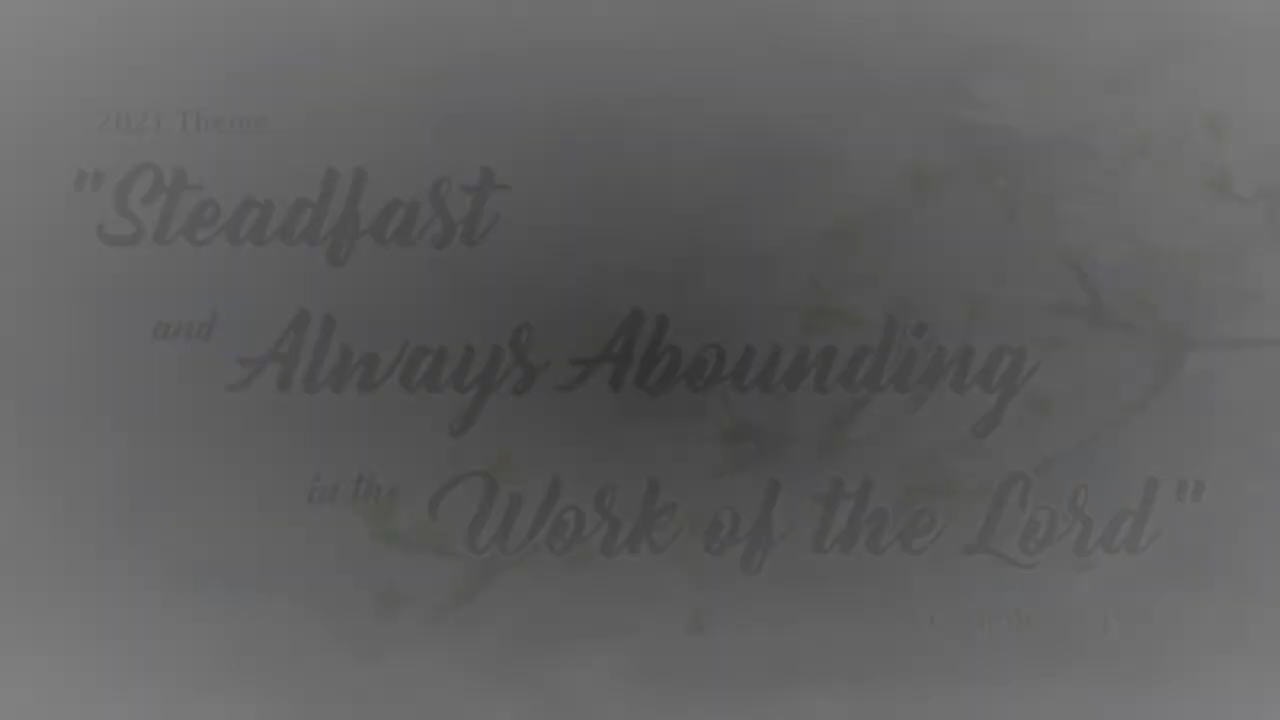 2021 Theme
"Steadfast
and Always Abounding
in the Work of the Lord"